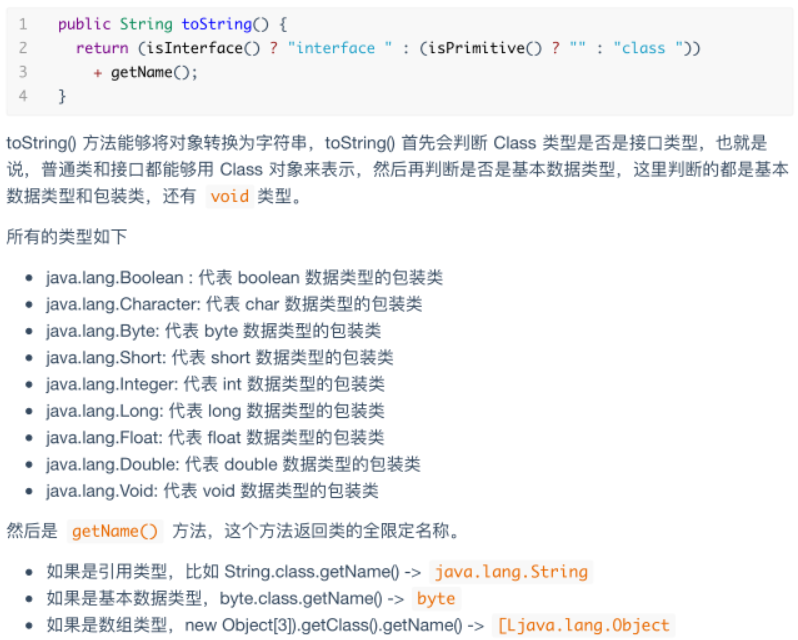 1 public String toString() {
2 return (isInterface() ? "interface " : (isPrimitive() ? "" : "class "))
3 + getName();
4 }
toString() 方法能够将对象转换为字符串，toString() 首先会判断 Class 类型是否是接口类型，也就是
说，普通类和接口都能够用 Class 对象来表示，然后再判断是否是基本数据类型，这里判断的都是基本
数据类型和包装类，还有 void 类型。
所有的类型如下
• java.lang.Boolean : 代表 boolean 数据类型的包装类
• java.lang.Character: 代表 char 数据类型的包装类
• java.lang.Byte: 代表 byte 数据类型的包装类
• java.lang.Short: 代表 short 数据类型的包装类
• java.lang.Integer: 代表 int 数据类型的包装类
• java.lang.Long: 代表 long 数据类型的包装类
• java.lang.Float: 代表 float 数据类型的包装类
• java.lang.Double: 代表 double 数据类型的包装类
• java.lang.Void: 代表 void 数据类型的包装类
然后是 getName() 方法，这个方法返回类的全限定名称。
• 如果是引用类型，比如 String.class.getName() -> java.lang.String
• 如果是基本数据类型，byte.class.getName() -> byte
• 如果是数组类型，new Object[3]).getClass().getName() -> [Ljava.lang.Object